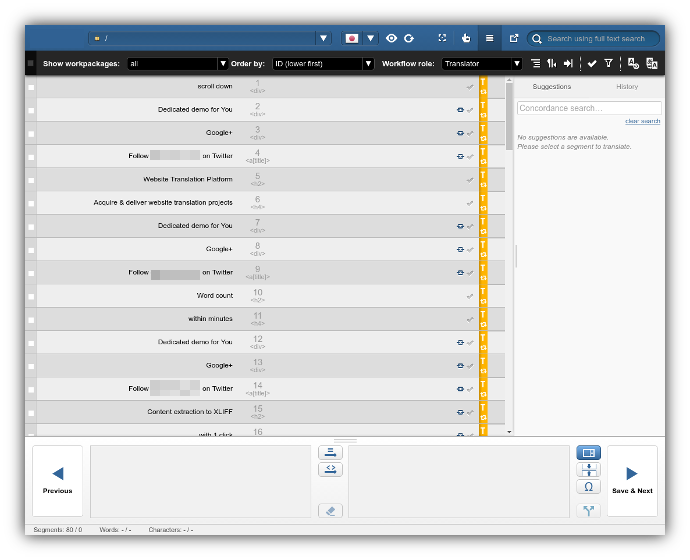 /
Search using full text search
Show workpackages: all Order by: ID (lower first) Workflow role: Translator
Suggestions History
scroll down 1 <div>
Concordance search...
clear search
Dedicated demo for You 2 <div>
Google+ 3 <div>
No suggestions are available.
Please select a segment to translate.
Follow on Twitter 4 <a[title]>
Website Translation Platform 5 <h2>
Acquire & deliver website translation projects 6 <h4>
Dedicated demo for You 7 <div>
Google+ 8 <div>
Follow on Twitter 9 <a[title]>
Word count 10 <h2>
within minutes 11 <h4>
Dedicated demo for You 12 <div>
Google+ 13 <div>
Follow on Twitter 14 <a[title]>
Content extraction to XLIFF 15 <h2>
with 1 click 16
Previous
Ω
Save & Next
Segments: 80 / 0 Words: - / - Characters: - / -